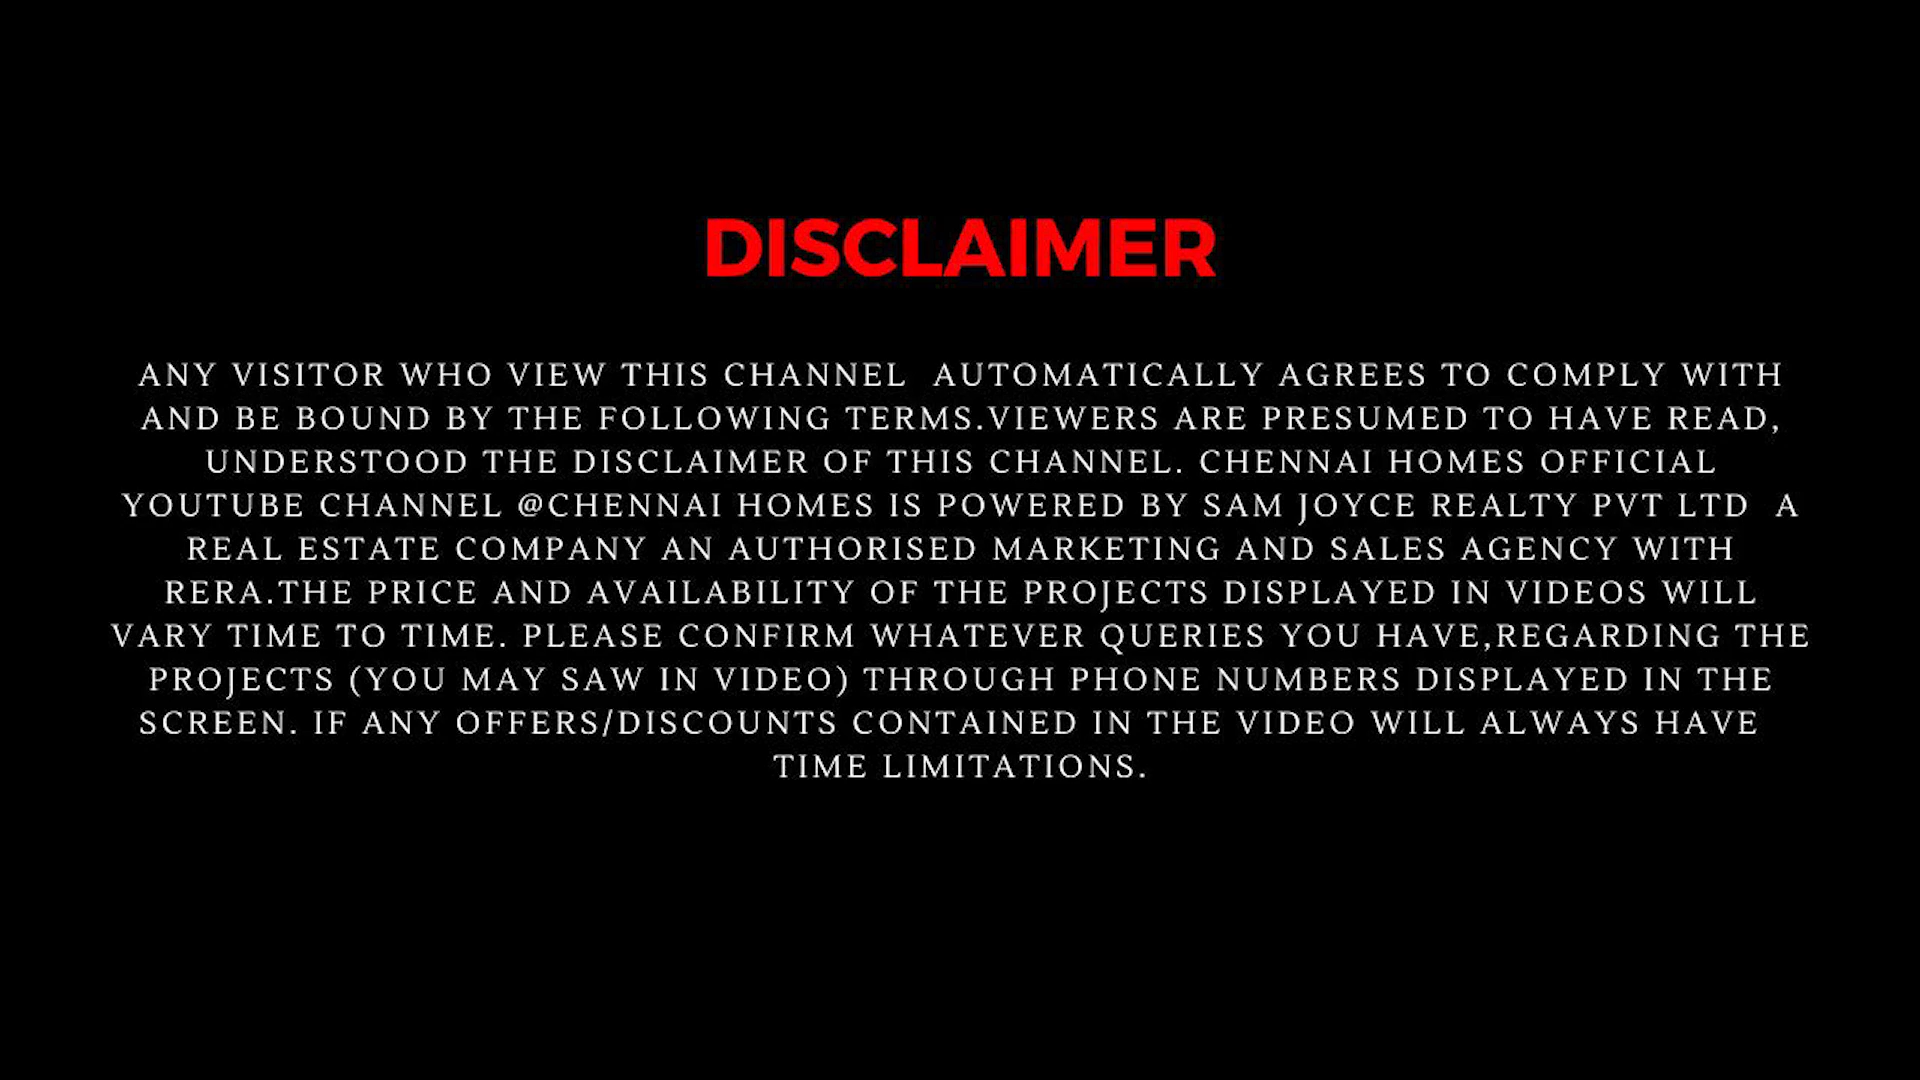 DISCLAIMER
ANY VISITOR WHO VIEW THIS CHANNEL AUTOMATICALLY AGREES TO COMPLY WITH
AND BE BOUND BY THE FOLLOWING TERMS.VIEWERS ARE PRESUMED TO HAVE READ,
UNDERSTOOD THE DISCLAIMER OF THIS CHANNEL. CHENNAI HOMES OFFICIAL
YOUTUBE CHANNEL @CHENNAI HOMES IS POWERED BY SAM JOYCE REALTY PVT LTD A
REAL ESTATE COMPANY AN AUTHORISED MARKETING AND SALES AGENCY WITH
RERA.THE PRICE AND AVAILABILITY OF THE PROJECTS DISPLAYED IN VIDEOS WILL
VARY TIME TO TIME. PLEASE CONFIRM WHATEVER QUERIES YOU HAVE,REGARDING THE
PROJECTS (YOU MAY SAW IN VIDEO) THROUGH PHONE NUMBERS DISPLAYED IN THE
SCREEN. IF ANY OFFERS/DISCOUNTS CONTAINED IN THE VIDEO WILL ALWAYS HAVE
TIME LIMITATIONS.